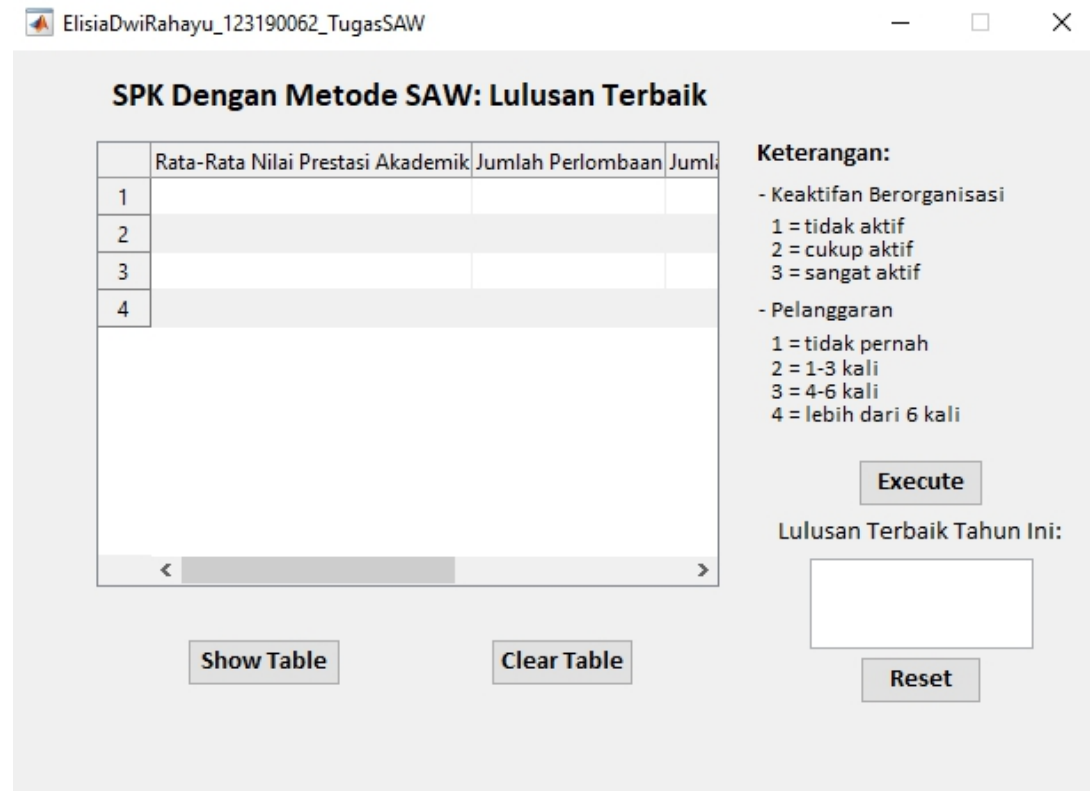 ElisiaDwiRahayu_123190062_TugasSAW
SPK Dengan Metode SAW: Lulusan Terbaik
Rata-Rata Nilai Prestasi Akademik Jumlah Perlombaan
1
2
3
4
Keterangan:
- Keaktifan Berorganisasi
1 = tidak aktif
2 = cukup aktif
3 = sangat aktif
- Pelanggaran
1 = tidak pernah
2 = 1-3 kali
3 = 4-6 kali
4 = lebih dari 6 kali
Execute
Lulusan Terbaik Tahun Ini:
Show Table Clear Table
Reset